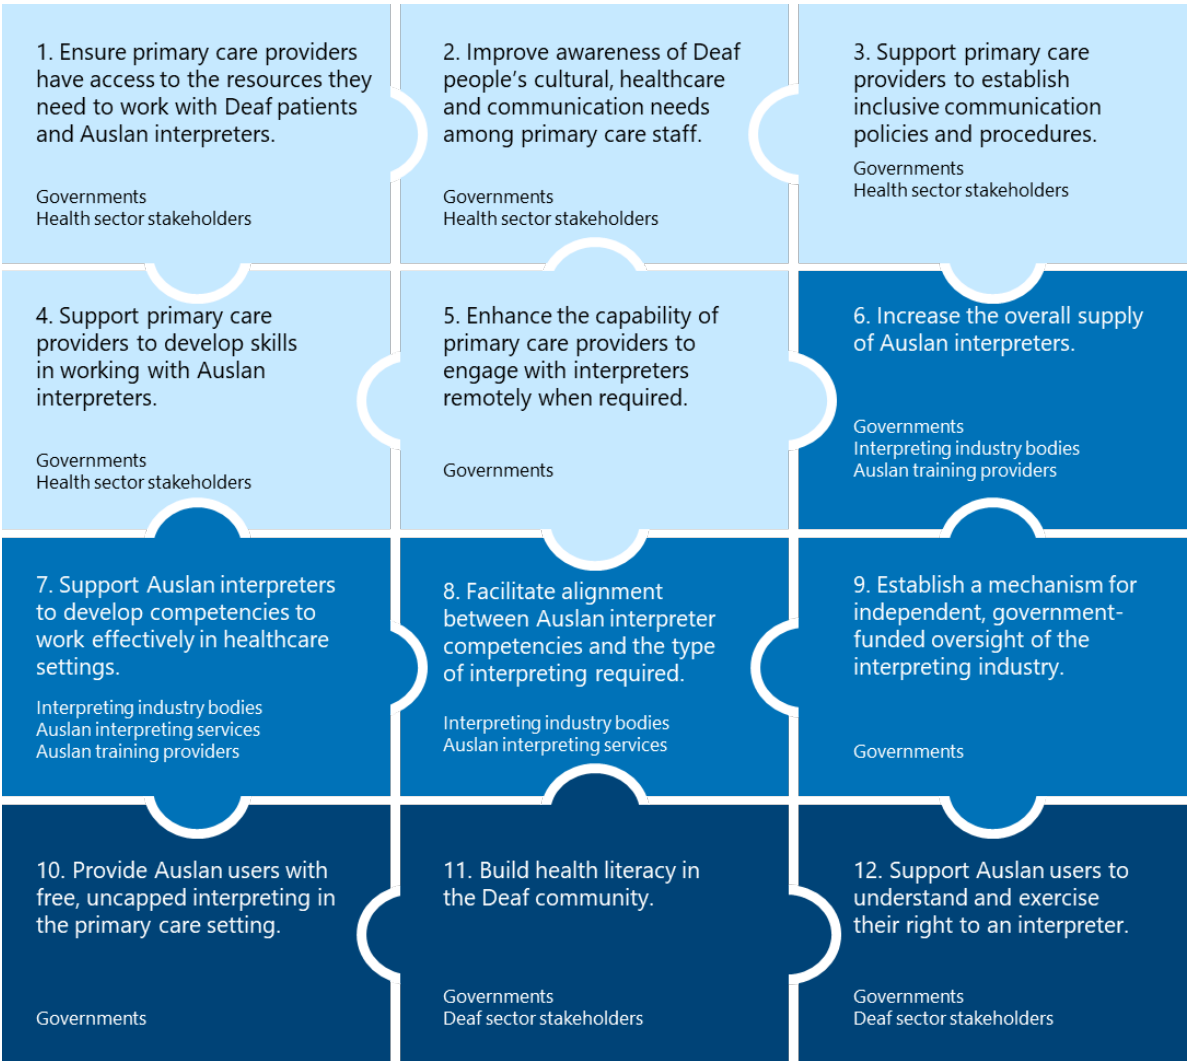 1. Ensure primary care providers
have access to the resources they
need to work with Deaf patients
and Auslan interpreters.
Governments
Health sector stakeholders
2. Improve awareness of Deaf
people's cultural, healthcare
and communication needs
among primary care staff.
Governments
Health sector stakeholders
3. Support primary care
providers to establish
inclusive communication
policies and procedures.
Governments
Health sector stakeholders
4. Support primary care
providers to develop skills
in working with Auslan
interpreters.
Governments
Health sector stakeholders
5. Enhance the capability of
primary care providers to
engage with interpreters
remotely when required.
Governments
6. Increase the overall supply
of Auslan interpreters.
Governments
Interpreting industry bodies
Auslan training providers
7. Support Auslan interpreters
to develop competencies to
work effectively in healthcare
settings.
Interpreting industry bodies
Auslan interpreting services
Auslan training providers
8. Facilitate alignment
between Auslan interpreter
competencies and the type
of interpreting required.
Interpreting industry bodies
Auslan interpreting services
9. Establish a mechanism for
independent, government-
funded oversight of the
interpreting industry.
Governments
10. Provide Auslan users with
free, uncapped interpreting in
the primary care setting.
Governments
11. Build health literacy in
the Deaf community.
Governments
Deaf sector stakeholders
12. Support Auslan users to
understand and exercise
their right to an interpreter.
Governments
Deaf sector stakeholders